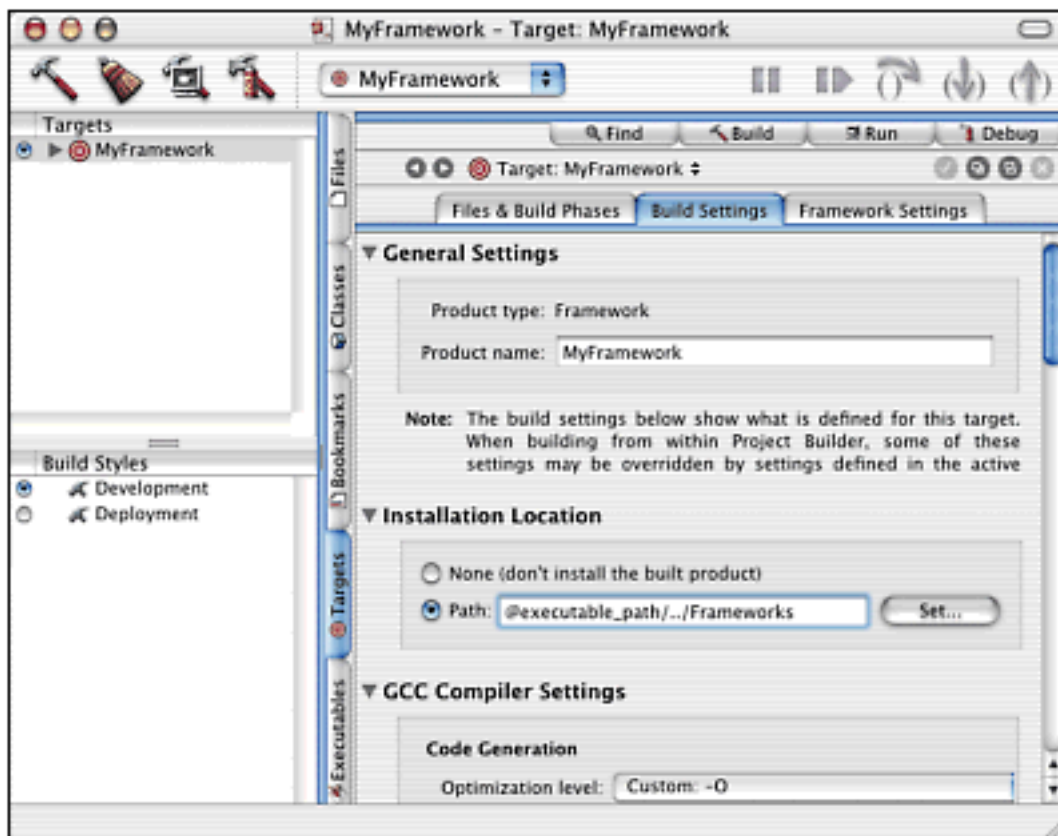 MyFramework - Target: MyFramework
MyFramework
Targets
MyFramework
Build Styles
Development
Deployment
Files
Classes
Bookmarks
Targets
Executables
Find
Build
Run
Debug
Target: MyFramework
Files & Build Phases
Build Settings
Framework Settings
General Settings
Product type: Framework
Product name: MyFramework
Note: The build settings below show what is defined for this target.
When building from within Project Builder, some of these
settings may be overridden by settings defined in the active
Installation Location
None (don't install the built product)
Path: @executable_path/../Frameworks
Set...
GCC Compiler Settings
Code Generation
Optimization level: Custom: -O